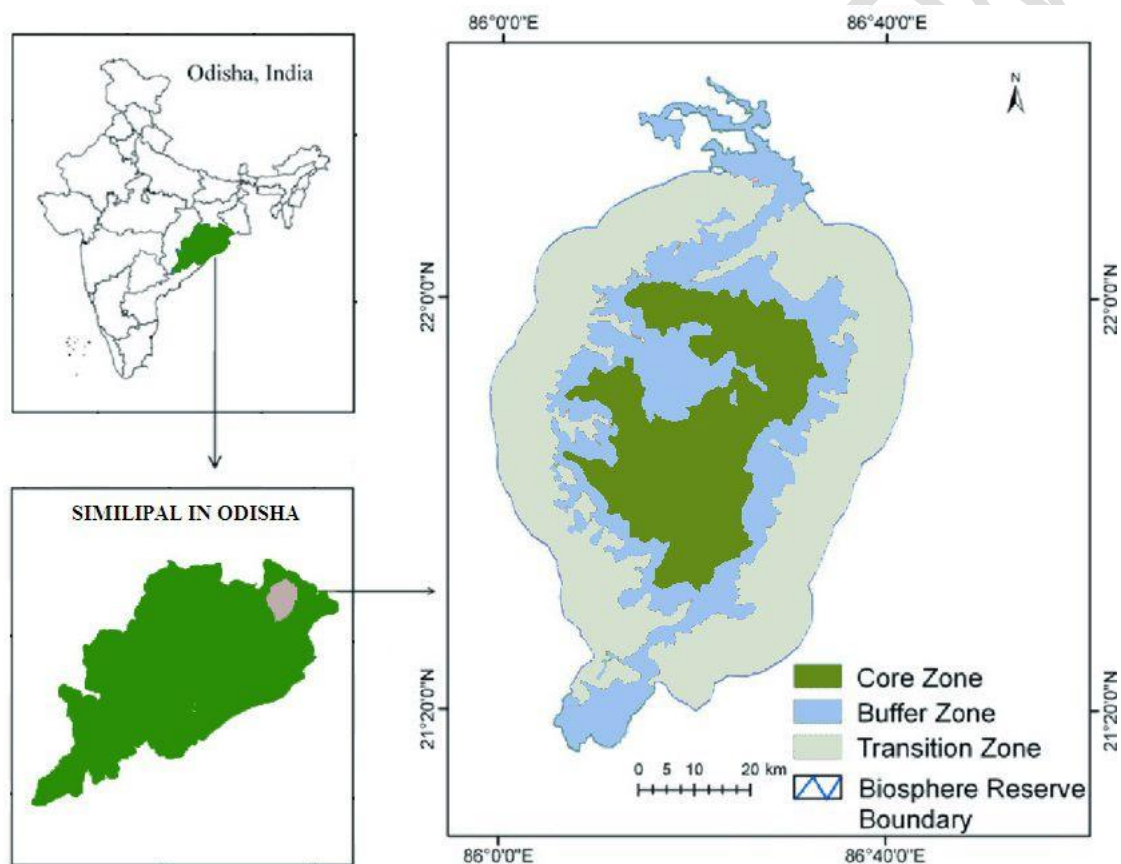 Odisha, India
SIMILIPAL IN ODISHA
86°0'0"E 86°40'0"E
N
22°0'0"N 22°0'0"N
21°20'0"N 21°20'0"N
Core Zone
Buffer Zone
Transition Zone
Biosphere Reserve
Boundary
0 5 10 20 km
86°0'0"E 86°40'0"E